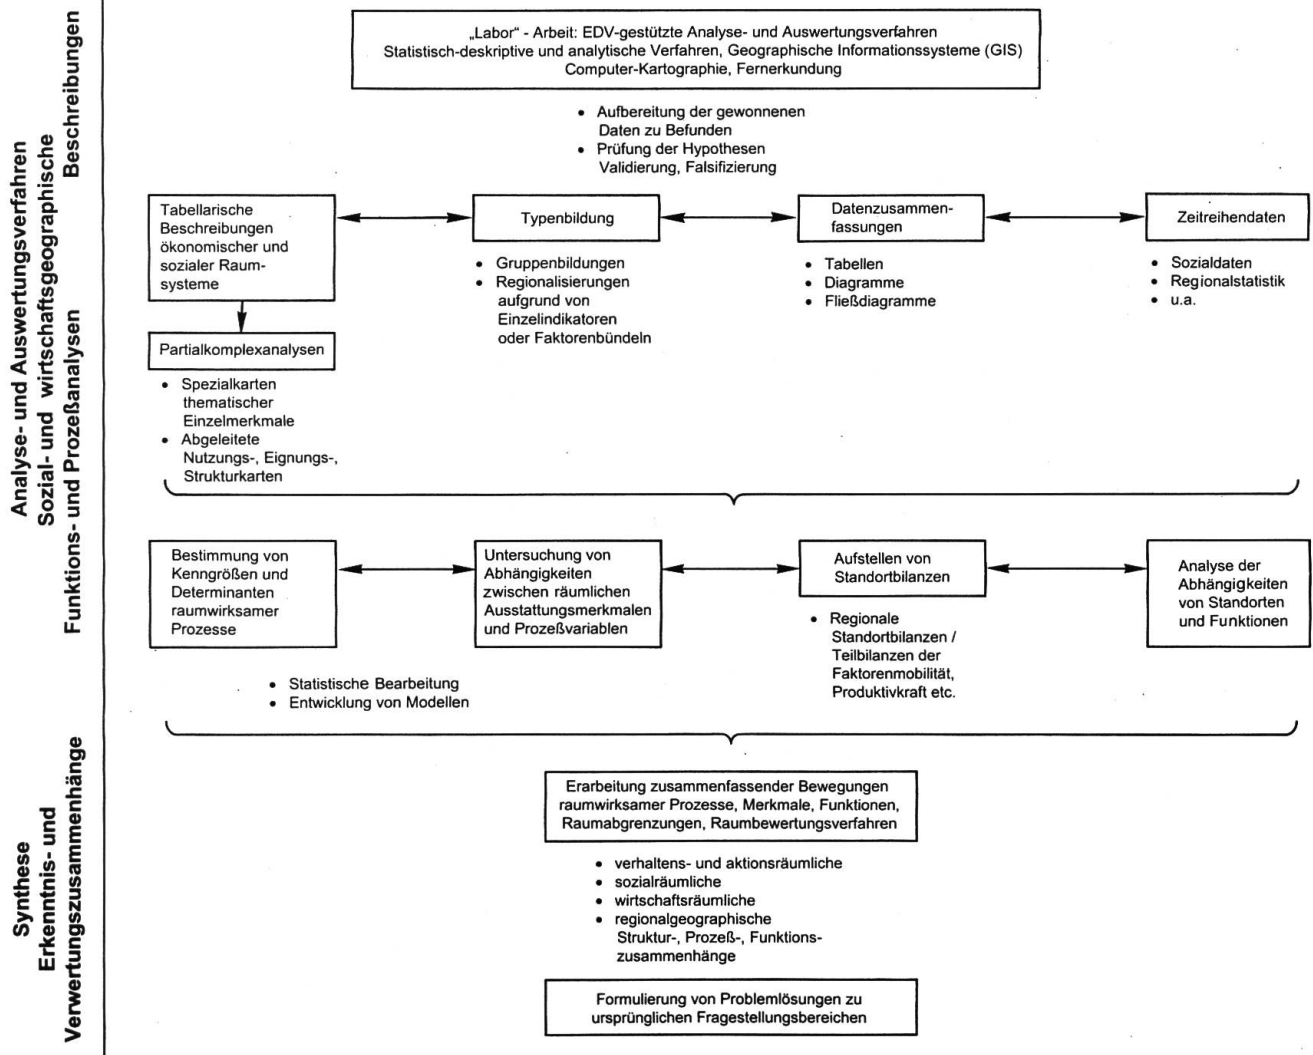 Analyse- und Auswertungsverfahren
Sozial- und wirtschaftsgeographische
Beschreibungen
Funktions- und Prozeßanalysen
„Labor“ - Arbeit: EDV-gestützte Analyse- und Auswertungsverfahren
Statistisch-deskriptive und analytische Verfahren, Geographische Informationssysteme (GIS)
Computer-Kartographie, Fernerkundung
• Aufbereitung der gewonnenen
Daten zu Befunden
• Prüfung der Hypothesen
Validierung, Falsifizierung
Tabellarische
Beschreibungen
ökonomischer und
sozialer Raum-
systeme
Typenbildung
• Gruppenbildungen
• Regionalisierungen
aufgrund von
Einzelindikatoren
oder Faktorenbündeln
Datenzusammen-
fassungen
• Tabellen
• Diagramme
• Fließdiagramme
Zeitreihendaten
• Sozialdaten
• Regionalstatistik
• u.a.
Partialkomplexanalysen
• Spezialkarten
thematischer
Einzelmerkmale
• Abgeleitete
Nutzungs-, Eignungs-,
Strukturkarten
Bestimmung von
Kenngrößen und
Determinanten
raumwirksamer
Prozesse
Untersuchung von
Abhängigkeiten
zwischen räumlichen
Ausstattungsmerkmalen
und Prozeßvariablen
• Statistische Bearbeitung
• Entwicklung von Modellen
Aufstellen von
Standortbilanzen
• Regionale
Standortbilanzen /
Teilbilanzen der
Faktorenmobilität,
Produktivkraft etc.
Analyse der
Abhängigkeiten
von Standorten
und Funktionen
Synthese
Erkenntnis- und
Verwertungszusammenhänge
Erarbeitung zusammenfassender Bewegungen
raumwirksamer Prozesse, Merkmale, Funktionen,
Raumabgrenzungen, Raumbewertungsverfahren
• verhaltens- und aktionsräumliche
• sozialräumliche
• wirtschaftsräumliche
• regionalgeographische
Struktur-, Prozeß-, Funktions-
zusammenhänge
Formulierung von Problemlösungen zu
ursprünglichen Fragestellungsbereichen